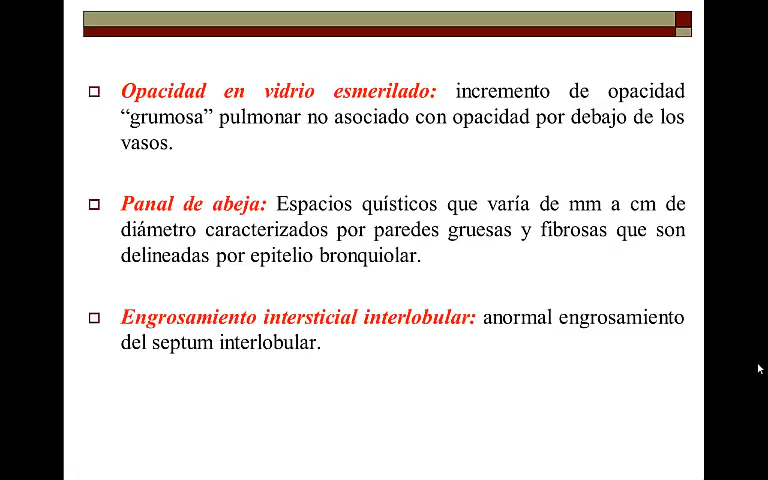 Opacidad en vidrio esmerilado: incremento de opacidad
“grumosa” pulmonar no asociado con opacidad por debajo de los
vasos.
Panal de abeja: Espacios quísticos que varía de mm a cm de
diámetro caracterizados por paredes gruesas y fibrosas que son
delineadas por epitelio bronquiolar.
Engrosamiento intersticial interlobular: anormal engrosamiento
del septum interlobular.